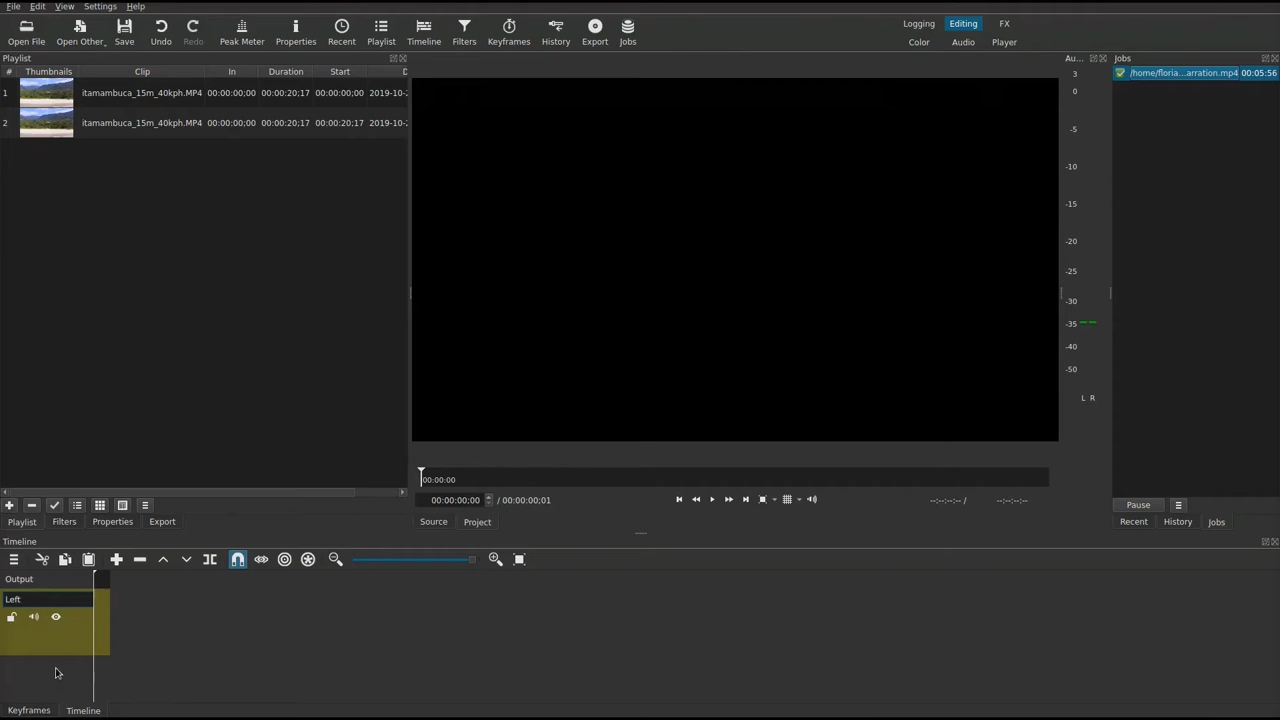 File Edit View Settings Help
Open File Open Other Save Undo Redo Peak Meter Properties Recent Playlist Timeline Filters Keyframes History Export Jobs
Logging Editing FX
Color Audio Player
Playlist
# Thumbnails Clip In Duration Start D
1 itamambuca_15m_40kph.MP4 00:00:00;00 00:00:20;17 00:00:00;00 2019-10-2
2 itamambuca_15m_40kph.MP4 00:00:00;00 00:00:20;17 00:00:20;17 2019-10-2
Au...
3
0
-5
-10
-15
-20
-25
-30
-35
-40
-50
L R
Jobs
/home/floria...arration.mp4 00:05:56
00:00:00
00:00:00;00 / 00:00:00;01
--:--:--:-- / --:--:--:--
Pause
Playlist Filters Properties Export
Source Project
Recent History Jobs
Timeline
Output
Left
Keyframes Timeline